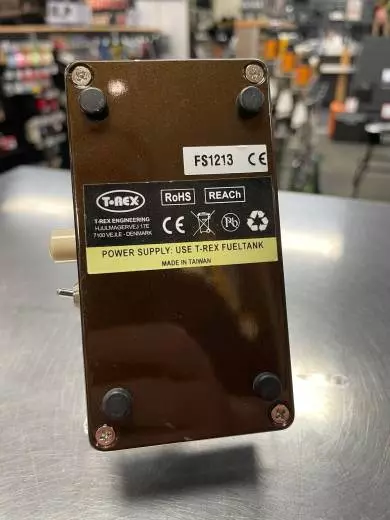 FS1213 CE
T-REX RoHS REACh
T-REX ENGINEERING
HJULMAGERVEJ 17E
7100 VEJLE - DENMARK
CE Pb
POWER SUPPLY: USE T-REX FUELTANK
MADE IN TAIWAN